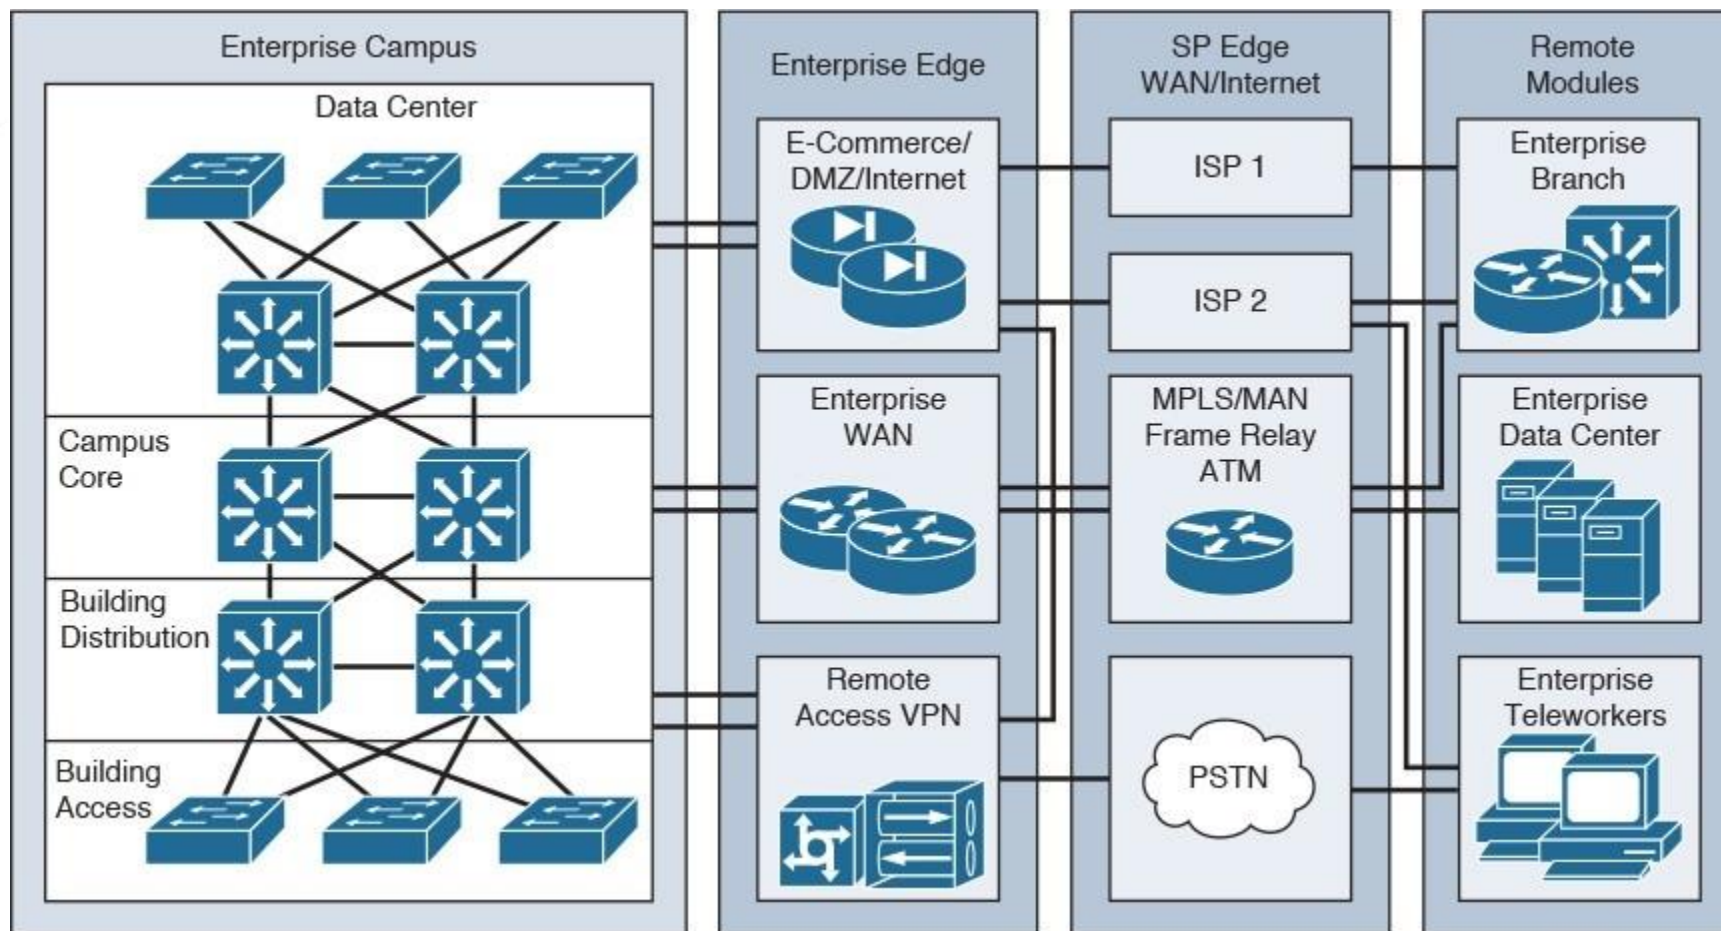 Enterprise Campus
Data Center
Campus
Core
Building
Distribution
Building
Access
Enterprise Edge
E-Commerce/
DMZ/Internet
Enterprise
WAN
Remote
Access VPN
SP Edge
WAN/Internet
ISP 1
ISP 2
MPLS/MAN
Frame Relay
ATM
PSTN
Remote
Modules
Enterprise
Branch
Enterprise
Data Center
Enterprise
Teleworkers